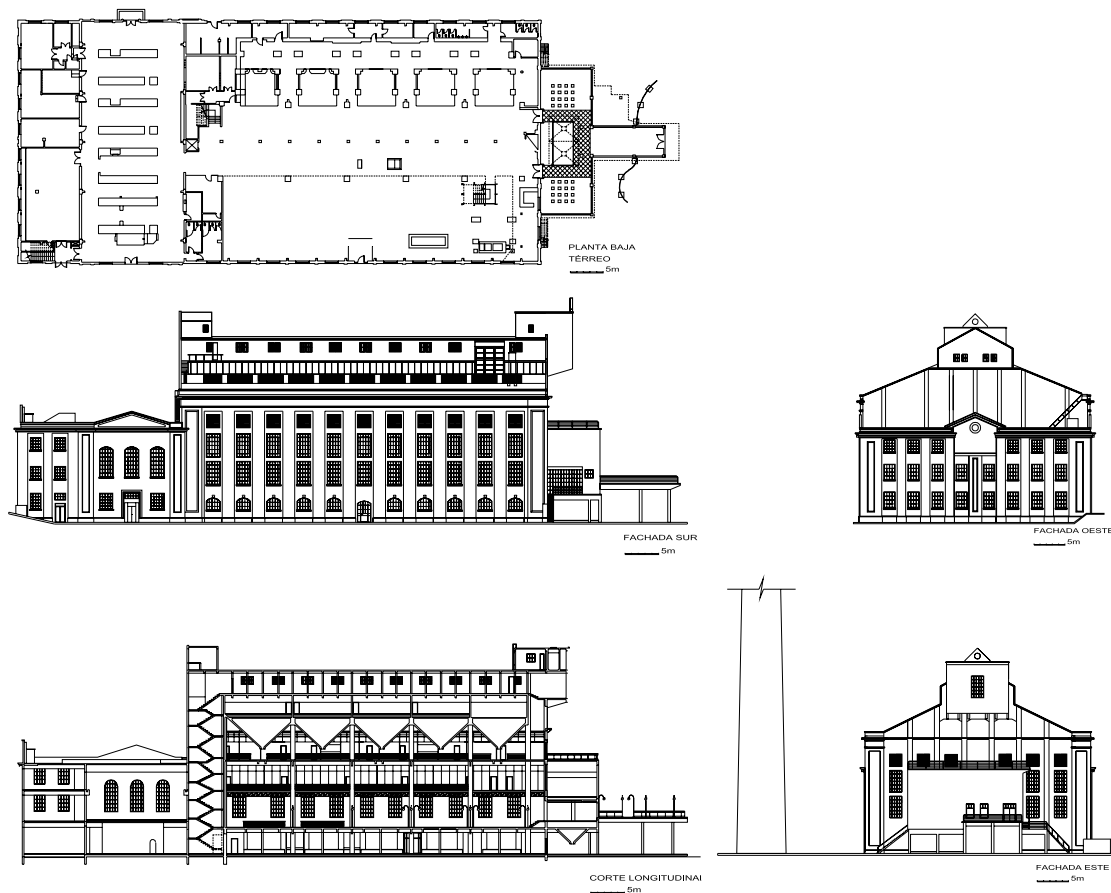 PLANTA BAJA
TÉRREO
5m
FACHADA SUR
5m
FACHADA OESTE
5m
CORTE LONGITUDINAl
5m
FACHADA ESTE
5m